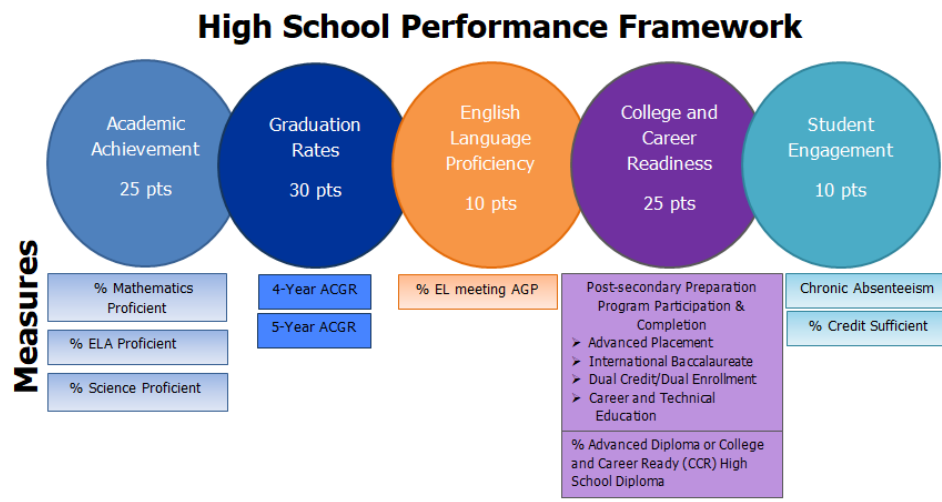 High School Performance Framework
Academic
Achievement
25 pts
Graduation
Rates
30 pts
English
Language
Proficiency
10 pts
College and
Career
Readiness
25 pts
Student
Engagement
10 pts
Measures
% Mathematics
Proficient
% ELA Proficient
% Science Proficient
4-Year ACGR
5-Year ACGR
% EL meeting AGP
Post-secondary Preparation
Program Participation &
Completion
➤ Advanced Placement
➤ International Baccalaureate
➤ Dual Credit/Dual Enrollment
➤ Career and Technical
Education
% Advanced Diploma or College
and Career Ready (CCR) High
School Diploma
Chronic Absenteeism
% Credit Sufficient